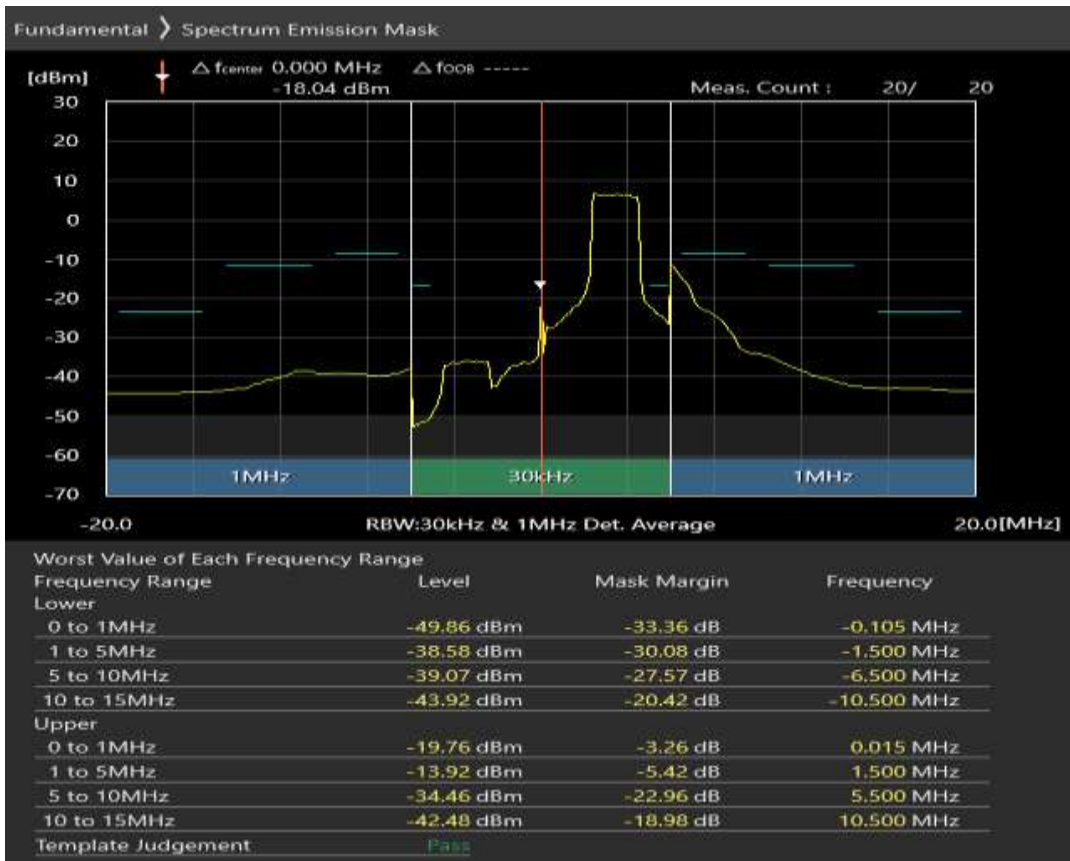 Fundamental ❭ Spectrum Emission Mask
[dBm] △ fcenter 0.000 MHz △ fOOB -----
-18.04 dBm Meas. Count : 20/ 20
30
20
10
0
-10
-20
-30
-40
-50
-60
-70
1MHz 30kHz 1MHz
-20.0 RBW:30kHz & 1MHz Det. Average 20.0[MHz]
Worst Value of Each Frequency Range
Frequency Range Level Mask Margin Frequency
Lower
0 to 1MHz -49.86 dBm -33.36 dB -0.105 MHz
1 to 5MHz -38.58 dBm -30.08 dB -1.500 MHz
5 to 10MHz -39.07 dBm -27.57 dB -6.500 MHz
10 to 15MHz -43.92 dBm -20.42 dB -10.500 MHz
Upper
0 to 1MHz -19.76 dBm -3.26 dB 0.015 MHz
1 to 5MHz -13.92 dBm -5.42 dB 1.500 MHz
5 to 10MHz -34.46 dBm -22.96 dB 5.500 MHz
10 to 15MHz -42.48 dBm -18.98 dB 10.500 MHz
Template Judgement Pass